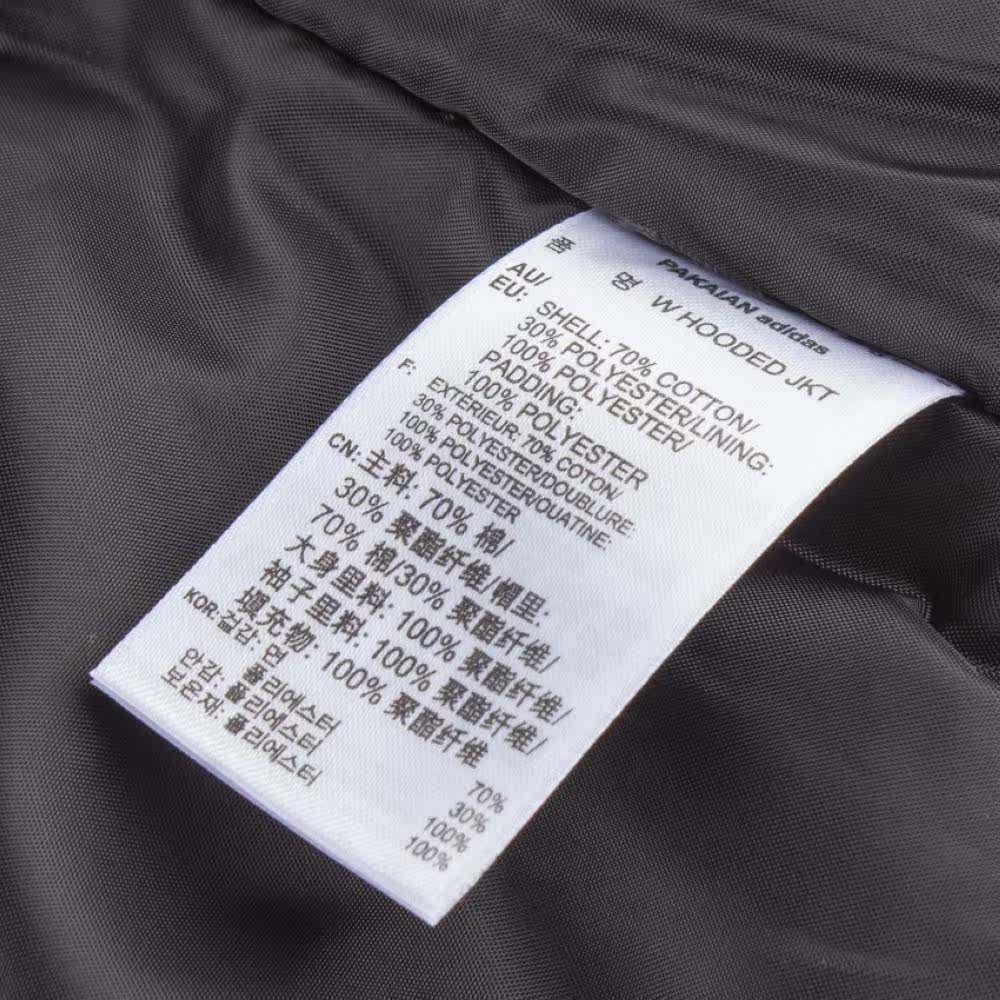 PAKAIAN adidas
품 명 W HOODED JKT
AU/
EU: SHELL: 70% COTTON/
30% POLYESTER/LINING:
100% POLYESTER/
PADDING:
100% POLYESTER
F: EXTÉRIEUR: 70% COTON/
30% POLYESTER/DOUBLURE:
100% POLYESTER/OUATINE:
100% POLYESTER
CN: 主料: 70% 棉/
30% 聚酯纤维/帽里:
70% 棉/30% 聚酯纤维/
大身里料: 100% 聚酯纤维/
袖子里料: 100% 聚酯纤维/
填充物: 100% 聚酯纤维
KOR: 겉감: 면 70%
폴리에스터 30%
안감: 폴리에스터 100%
보온재: 폴리에스터 100%